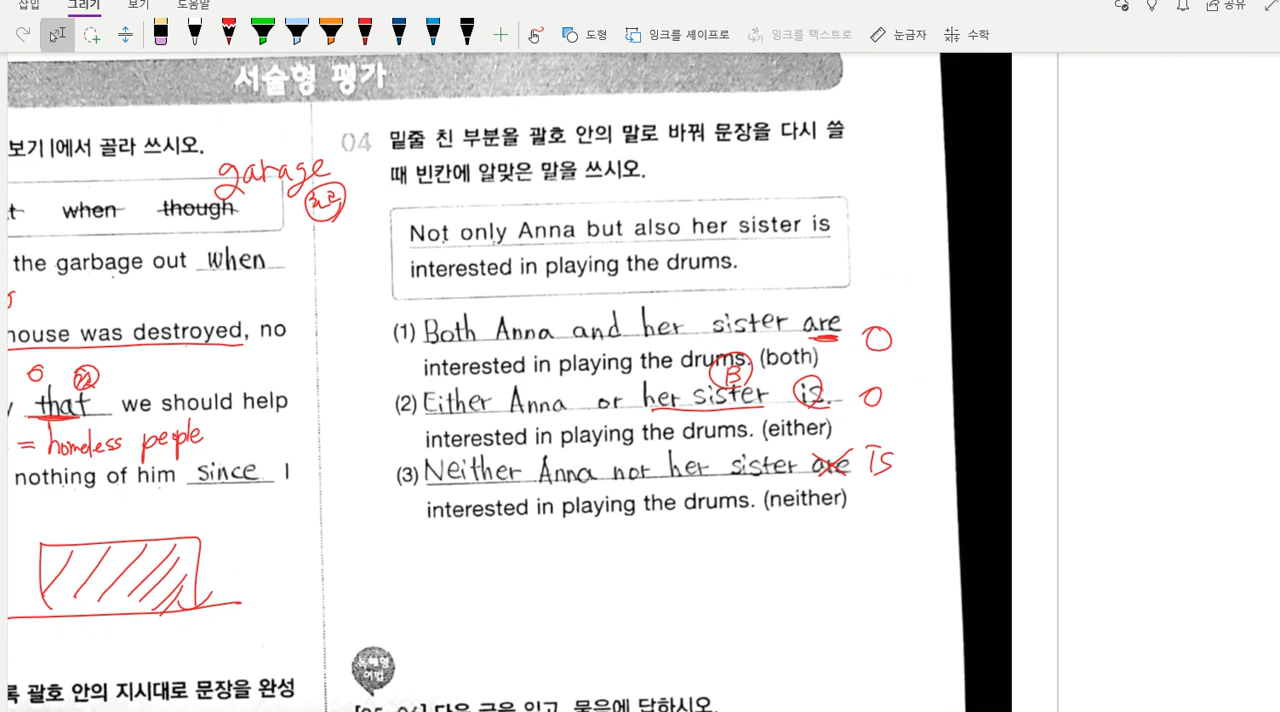 삽입 그리기 보기 도움말
공유
도형 잉크를 셰이프로 잉크를 텍스트로 눈금자 수학
서술형 평가
보기|에서 골라 쓰시오.
garage
when though
the garbage out when
house was destroyed, no
that we should help
= homeless people
nothing of him since I
록 괄호 안의 지시대로 문장을 완성
04 밑줄 친 부분을 괄호 안의 말로 바꿔 문장을 다시 쓸
때 빈칸에 알맞은 말을 쓰시오.
Not only Anna but also her sister is
interested in playing the drums.
(1) Both Anna and her sister are
interested in playing the drums. (both)
B
(2) Either Anna or her sister is.
interested in playing the drums. (either)
(3) Neither Anna nor her sister are is
interested in playing the drums. (neither)
독해형
어법
다음 글을 읽고, 물음에 답하시오.